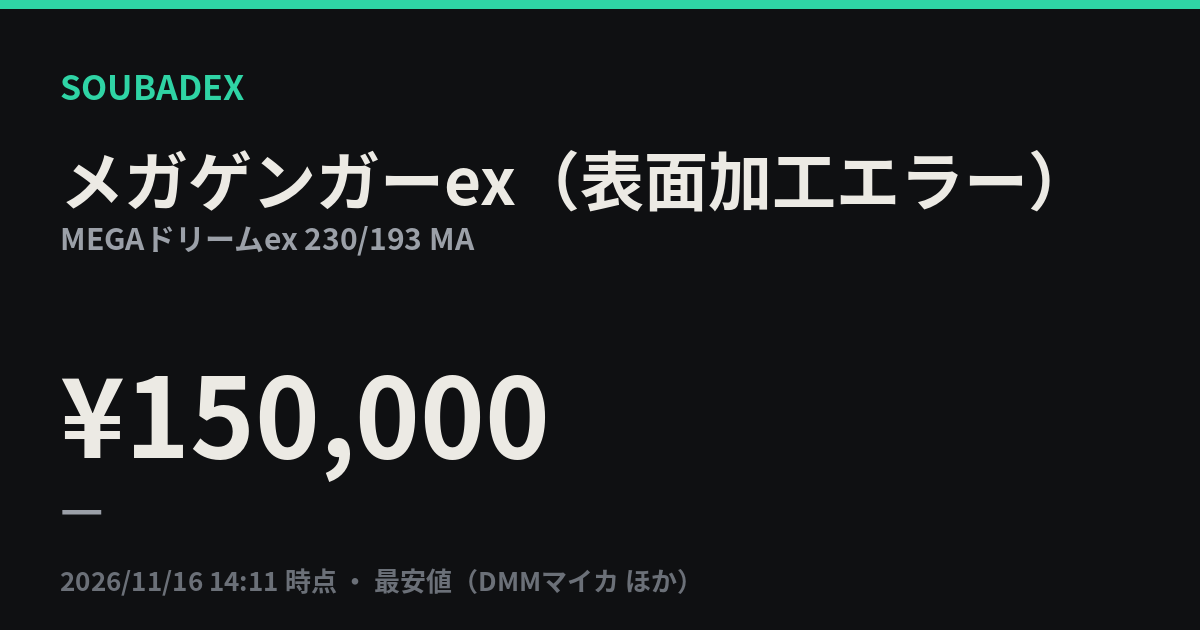 SOUBADEX
メガゲンガーex（表面加工エラー）
MEGAドリームex 230/193 MA
¥150,000
—
2026/11/16 14:11 時点 ・ 最安値（DMMマイカ ほか）